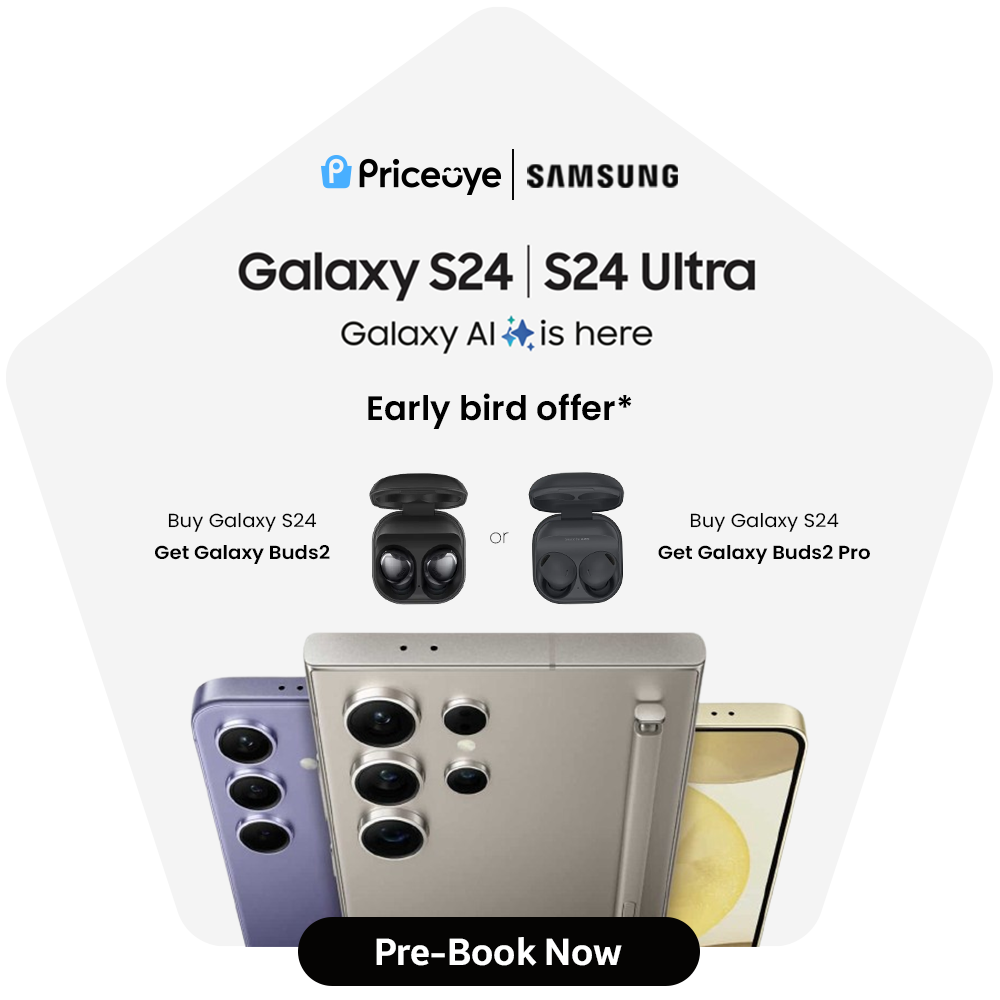 Priceoye | SAMSUNG
Galaxy S24 | S24 Ultra
Galaxy AI is here
Early bird offer*
Buy Galaxy S24
Get Galaxy Buds2
or
Buy Galaxy S24
Get Galaxy Buds2 Pro
Pre-Book Now